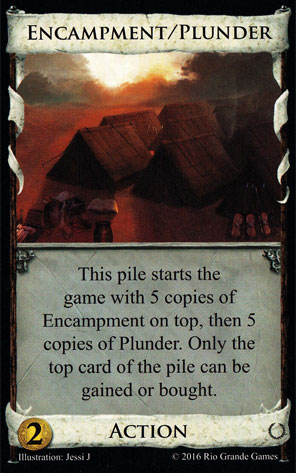 ENCAMPMENT/PLUNDER
This pile starts the
game with 5 copies of
Encampment on top, then 5
copies of Plunder. Only the
top card of the pile can be
gained or bought.
2
ACTION
Illustration: Jessi J
© 2016 Rio Grande Games